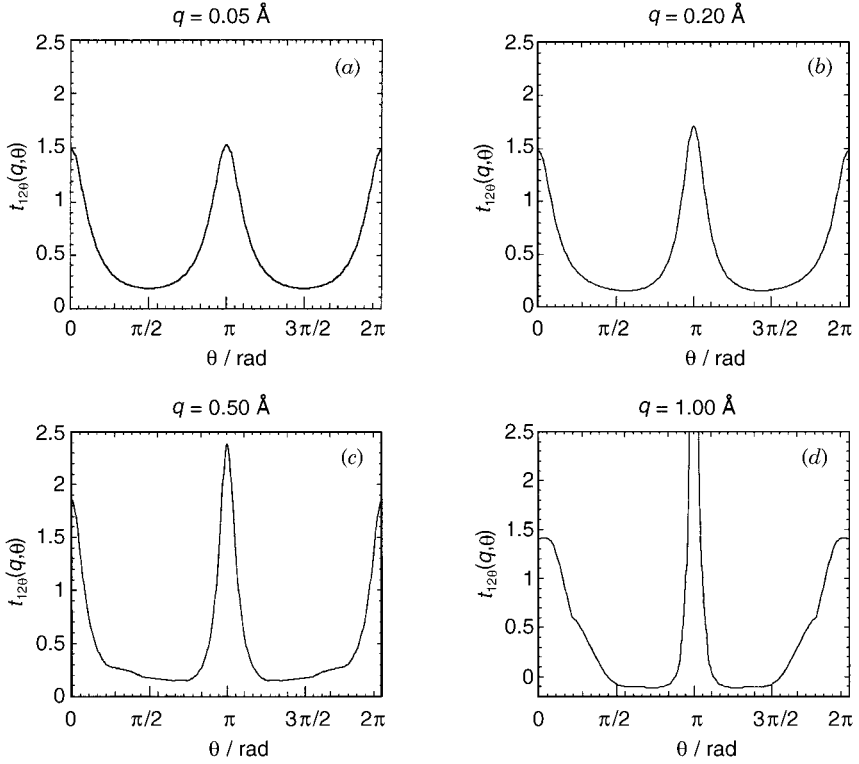 q = 0.05 Å
(a)
2.5
2
1.5
1
0.5
0
t12θ(q,θ)
0 π/2 π 3π/2 2π
θ / rad
q = 0.20 Å
(b)
2.5
2
1.5
1
0.5
0
t12θ(q,θ)
0 π/2 π 3π/2 2π
θ / rad
q = 0.50 Å
(c)
2.5
2
1.5
1
0.5
0
t12θ(q,θ)
0 π/2 π 3π/2 2π
θ / rad
q = 1.00 Å
(d)
2.5
2
1.5
1
0.5
0
t12θ(q,θ)
0 π/2 π 3π/2 2π
θ / rad